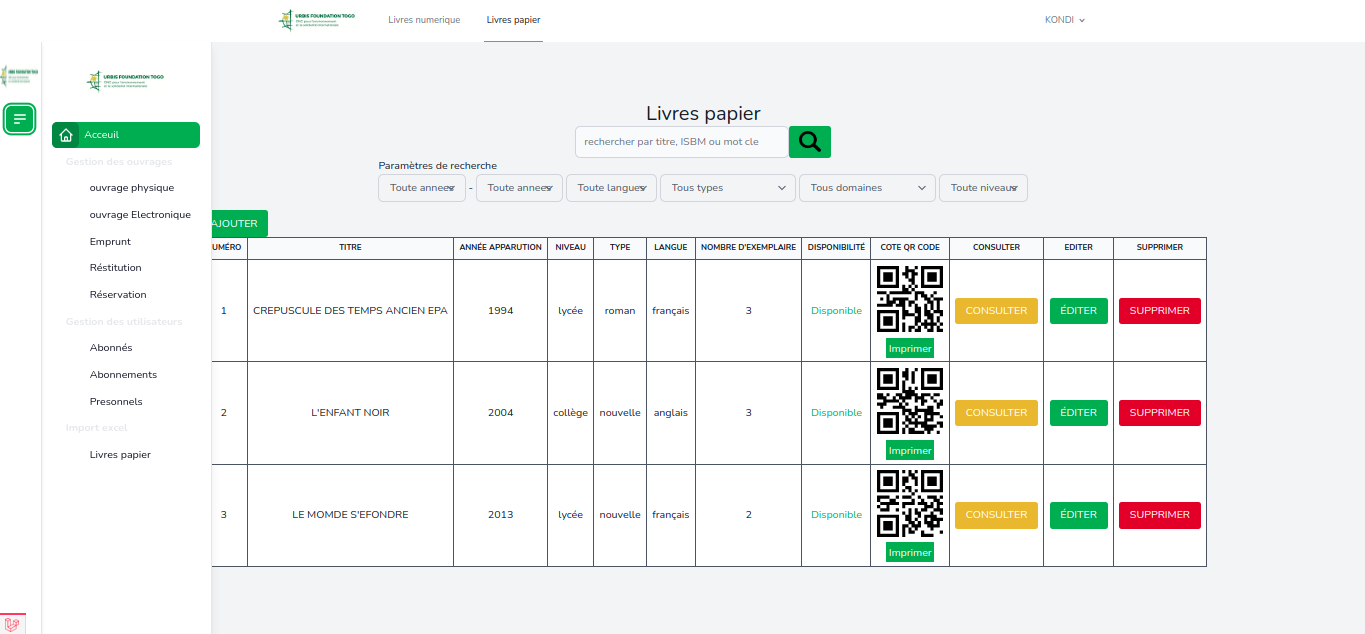 URBIS FOUNDATION TOGO
Livres numerique
Livres papier
KONDI
URBIS FOUNDATION TOGO
Acceuil
Gestion des ouvrages
ouvrage physique
ouvrage Electronique
Emprunt
Réstitution
Réservation
Gestion des utilisateurs
Abonnés
Abonnements
Presonnels
Import excel
Livres papier
Livres papier
rechercher par titre, ISBM ou mot cle
Paramètres de recherche
Toute annees - Toute annees Toute langues Tous types Tous domaines Toute niveaux
AJOUTER
UMÉRO TITRE ANNÉE APPARUTION NIVEAU TYPE LANGUE NOMBRE D'EXEMPLAIRE DISPONIBILITÉ COTE QR CODE CONSULTER EDITER SUPPRIMER
1 CREPUSCULE DES TEMPS ANCIEN EPA 1994 lycée roman français 3 Disponible CONSULTER ÉDITER SUPPRIMER
Imprimer
2 L'ENFANT NOIR 2004 collège nouvelle anglais 3 Disponible CONSULTER ÉDITER SUPPRIMER
Imprimer
3 LE MOMDE S'EFONDRE 2013 lycée nouvelle français 2 Disponible CONSULTER ÉDITER SUPPRIMER
Imprimer